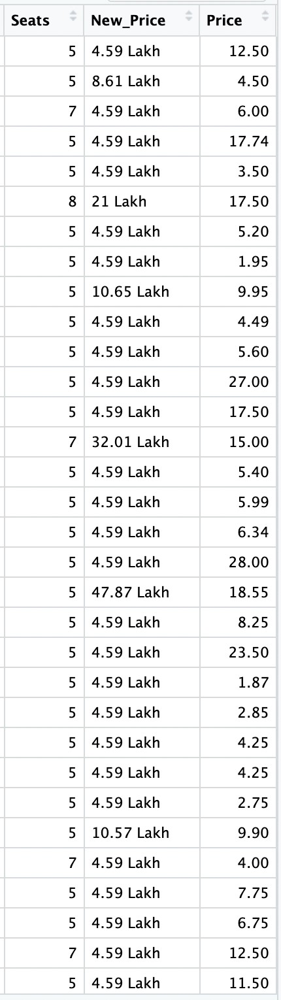 Seats New_Price Price
5 4.59 Lakh 12.50
5 8.61 Lakh 4.50
7 4.59 Lakh 6.00
5 4.59 Lakh 17.74
5 4.59 Lakh 3.50
8 21 Lakh 17.50
5 4.59 Lakh 5.20
5 4.59 Lakh 1.95
5 10.65 Lakh 9.95
5 4.59 Lakh 4.49
5 4.59 Lakh 5.60
5 4.59 Lakh 27.00
5 4.59 Lakh 17.50
7 32.01 Lakh 15.00
5 4.59 Lakh 5.40
5 4.59 Lakh 5.99
5 4.59 Lakh 6.34
5 4.59 Lakh 28.00
5 47.87 Lakh 18.55
5 4.59 Lakh 8.25
5 4.59 Lakh 23.50
5 4.59 Lakh 1.87
5 4.59 Lakh 2.85
5 4.59 Lakh 4.25
5 4.59 Lakh 4.25
5 4.59 Lakh 2.75
5 10.57 Lakh 9.90
7 4.59 Lakh 4.00
5 4.59 Lakh 7.75
5 4.59 Lakh 6.75
7 4.59 Lakh 12.50
5 4.59 Lakh 11.50